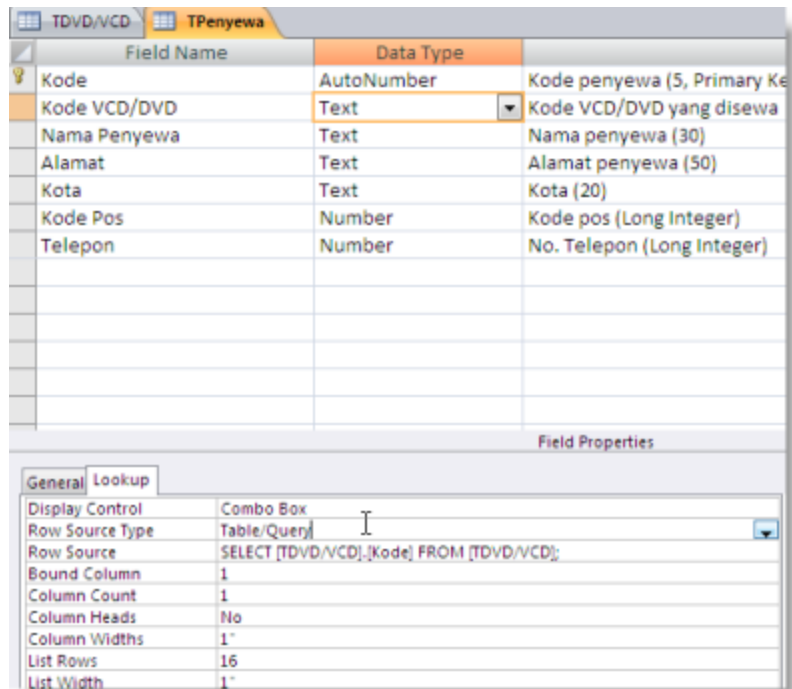 TDVD/VCD TPenyewa
Field Name Data Type
Kode AutoNumber Kode penyewa (5, Primary Ke
Kode VCD/DVD Text Kode VCD/DVD yang disewa
Nama Penyewa Text Nama penyewa (30)
Alamat Text Alamat penyewa (50)
Kota Text Kota (20)
Kode Pos Number Kode pos (Long Integer)
Telepon Number No. Telepon (Long Integer)
Field Properties
General Lookup
Display Control Combo Box
Row Source Type Table/Query
Row Source SELECT [TDVD/VCD].[Kode] FROM [TDVD/VCD];
Bound Column 1
Column Count 1
Column Heads No
Column Widths 1"
List Rows 16
List Width 1"